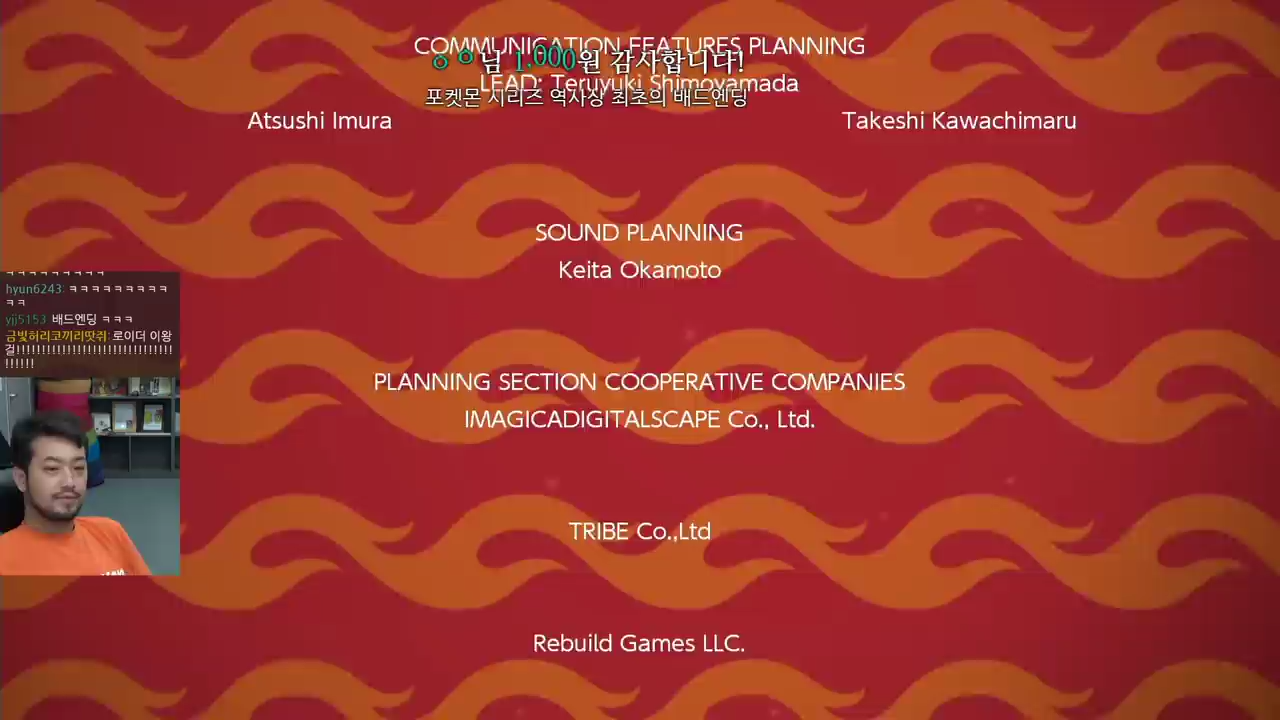 COMMUNICATION FEATURES PLANNING
ㅇㅇ님 1,000원 감사합니다!
LEAD: Teruyuki Shimoyamada
포켓몬 시리즈 역사상 최초의 배드엔딩
Atsushi Imura
Takeshi Kawachimaru
SOUND PLANNING
Keita Okamoto
ㅋㅋㅋㅋㅋㅋㅋㅋㅋ
hyun6243: ㅋㅋㅋㅋㅋㅋㅋㅋㅋ
ㅋㅋ
yjj5153 배드엔딩 ㅋㅋㅋ
금빛허리코끼리땃쥐: 로이더 이왕
걸!!!!!!!!!!!!!!!!!!!!!!!!!!!!!!!
!!!!!!
PLANNING SECTION COOPERATIVE COMPANIES
IMAGICADIGITALSCAPE Co., Ltd.
TRIBE Co.,Ltd
Rebuild Games LLC.